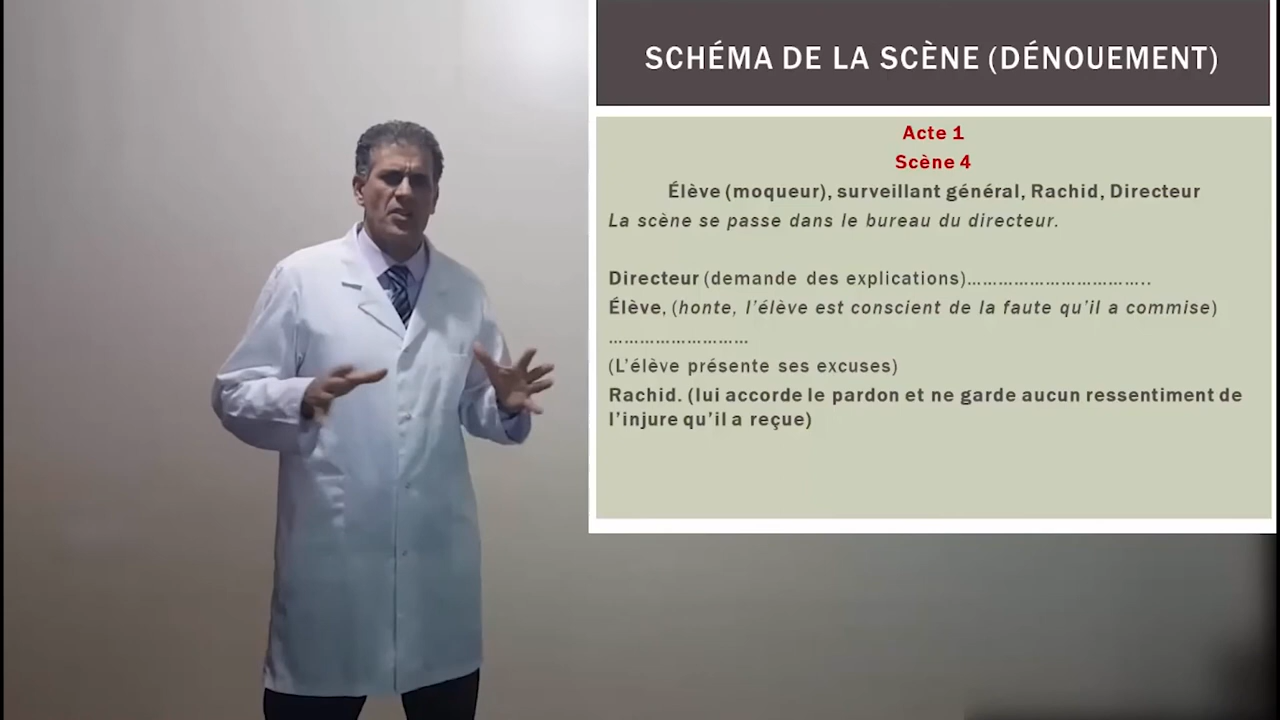 SCHÉMA DE LA SCÈNE (DÉNOUEMENT)
Acte 1
Scène 4
Élève (moqueur), surveillant général, Rachid, Directeur
La scène se passe dans le bureau du directeur.
Directeur (demande des explications)……………………………..
Élève, (honte, l’élève est conscient de la faute qu’il a commise)
………………………
(L’élève présente ses excuses)
Rachid. (lui accorde le pardon et ne garde aucun ressentiment de
l’injure qu’il a reçue)